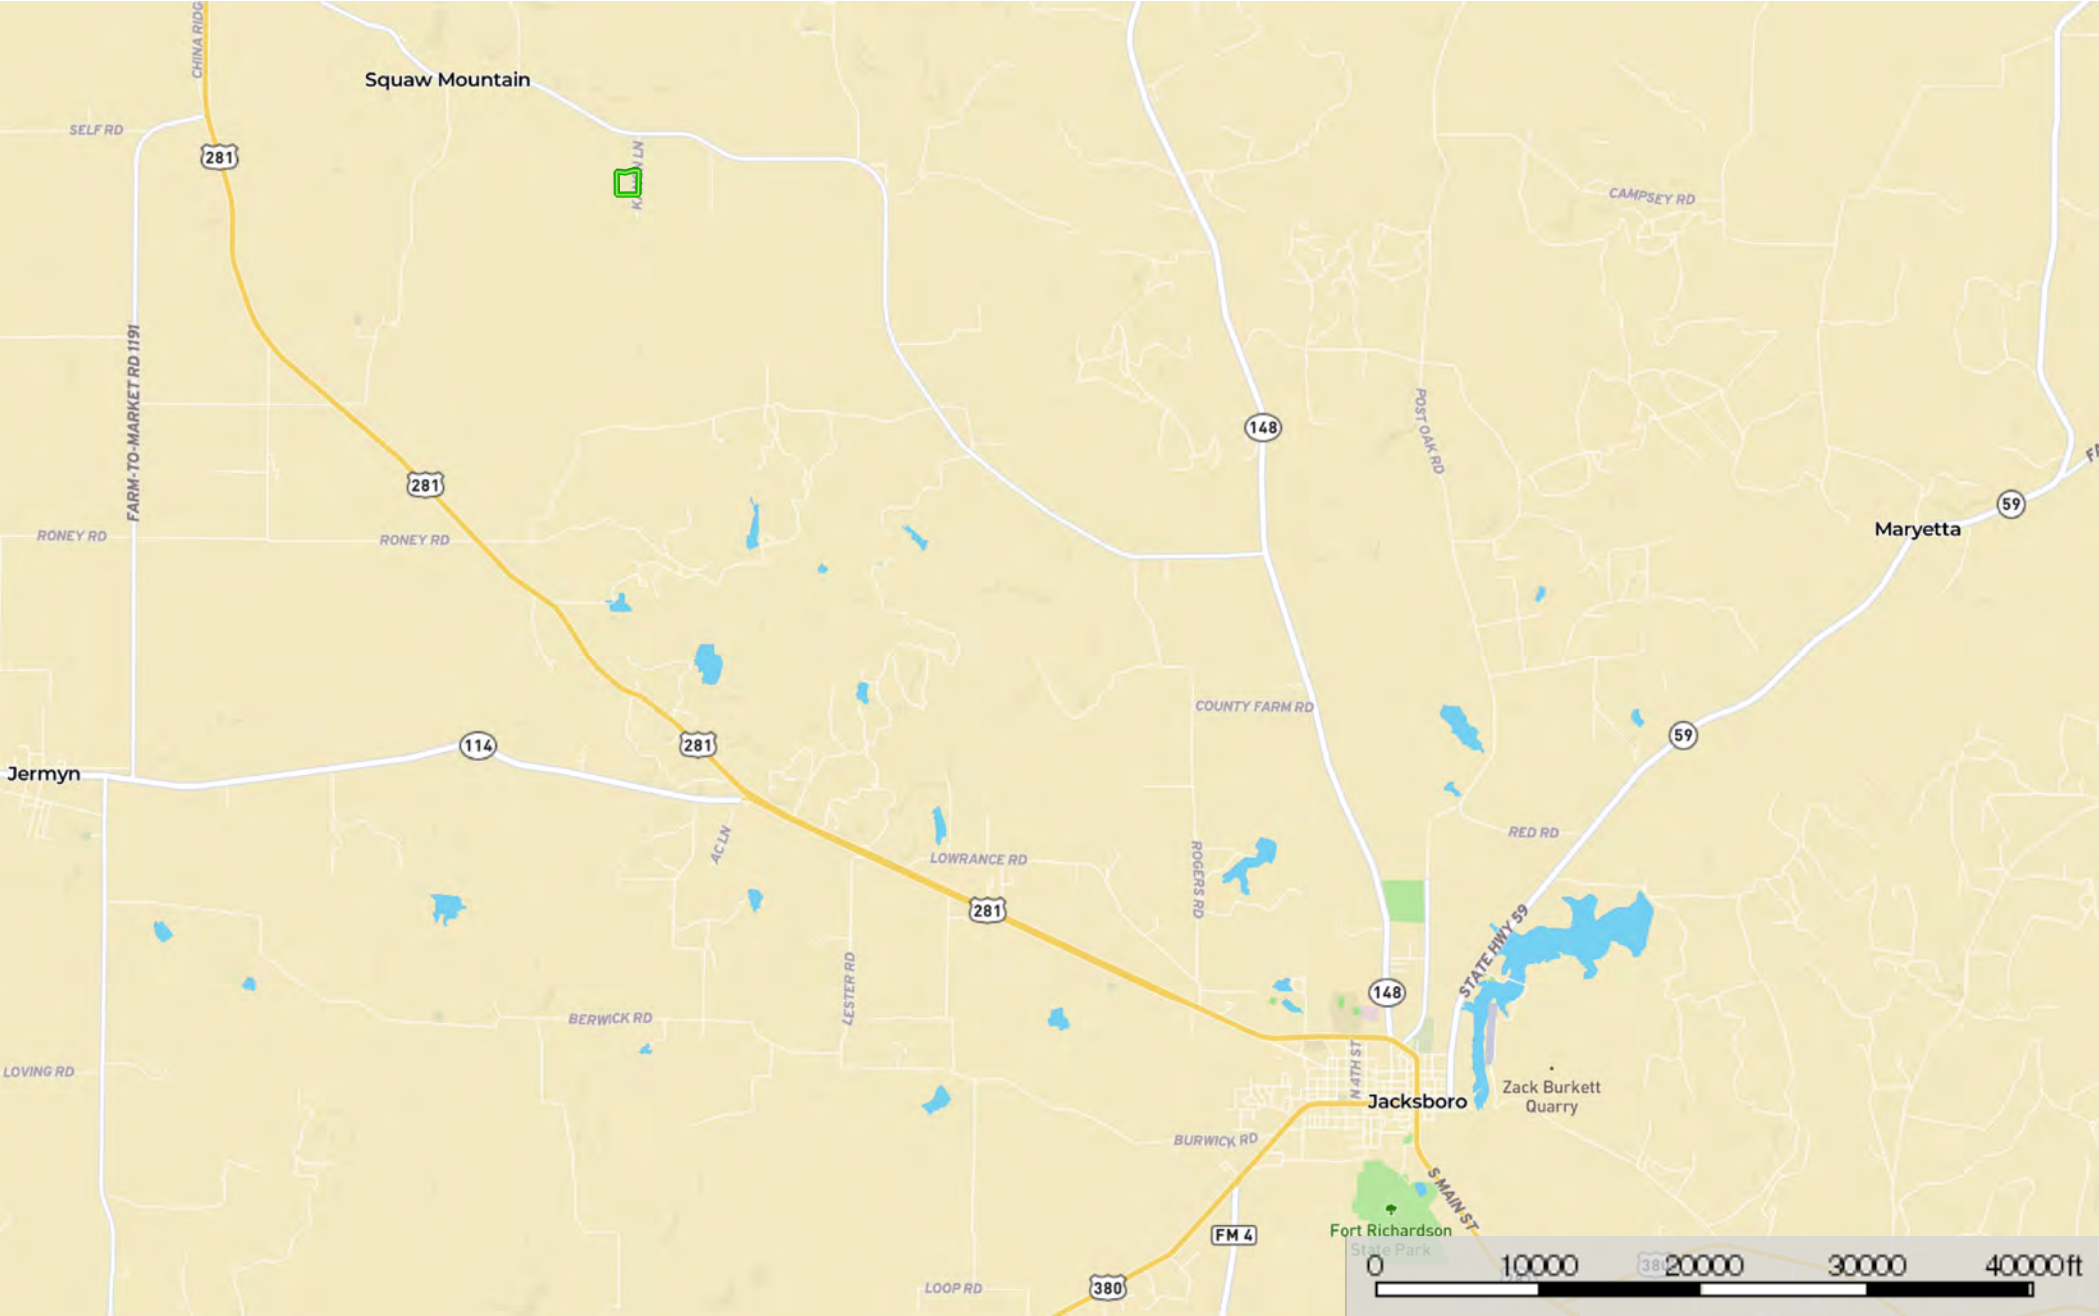 CHINA RIDG
Squaw Mountain
SELF RD
281
LN
CAMPSEY RD
FARM-TO-MARKET RD 1191
POST OAK RD
148
281
59
Maryetta
RONEY RD
RONEY RD
COUNTY FARM RD
59
114
281
Jermyn
RED RD
AC LN
LOWRANCE RD
ROGERS RD
281
STATE HWY 59
LESTER RD
148
BERWICK RD
N 4TH ST
LOVING RD
Zack Burkett
Quarry
Jacksboro
BURWICK RD
S MAIN ST
Fort Richardson
State Park
FM 4
380
LOOP RD
380
0 10000 20000 30000 40000ft